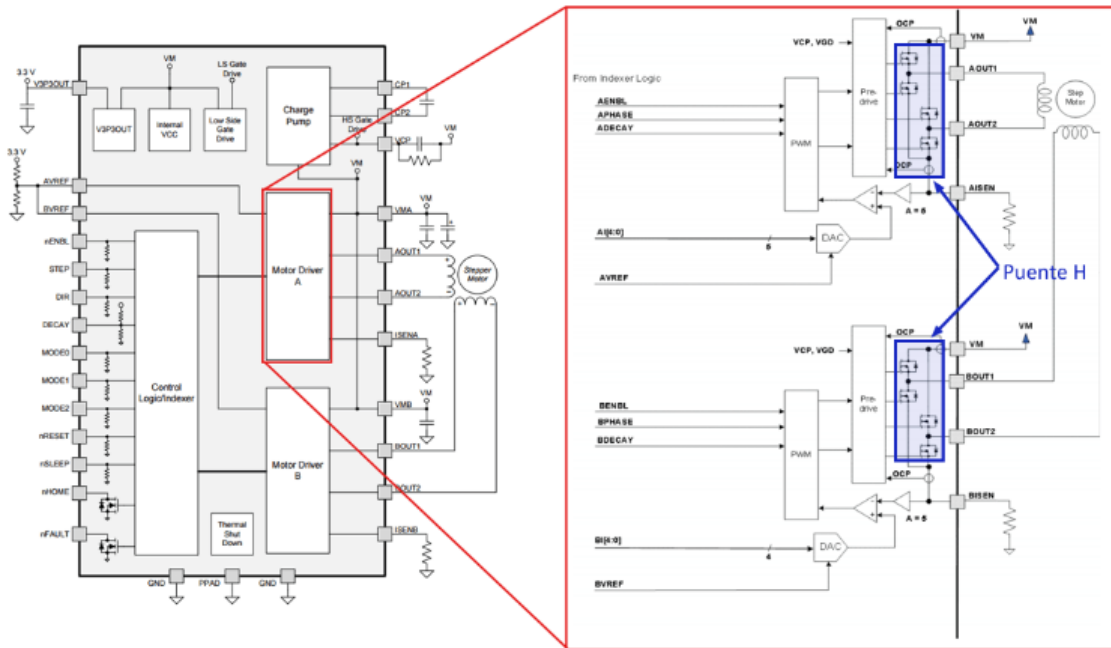 3.3 V
V3P3OUT
VM
LS Gate
Drive
V3P3OUT
Internal
VCC
Low Side
Gate
Drive
Charge
Pump
CP1
CP2
HS Gate
Drive
VCP
VM
VM
3.3 V
AVREF
BVREF
nENBL
STEP
DIR
DECAY
MODE0
MODE1
MODE2
nRESET
nSLEEP
nHOME
nFAULT
Control
Logic/Indexer
Motor Driver
A
Motor Driver
B
Thermal
Shut
Down
VMA
VM
AOUT1
Stepper
Motor
AOUT2
ISENA
VMB
VM
BOUT1
BOUT2
ISENB
GND
PPAD
GND
From Indexer Logic
AENBL
APHASE
ADECAY
PWM
VCP, VGD
Pre-
drive
OCP
OCP
VM
VM
AOUT1
AOUT2
Step
Motor
AISEN
A = 5
AI[4:0]
5
DAC
AVREF
Puente H
BENBL
BPHASE
BDECAY
PWM
VCP, VGD
Pre-
drive
OCP
OCP
VM
VM
BOUT1
BOUT2
BISEN
A = 5
BI[4:0]
4
DAC
BVREF